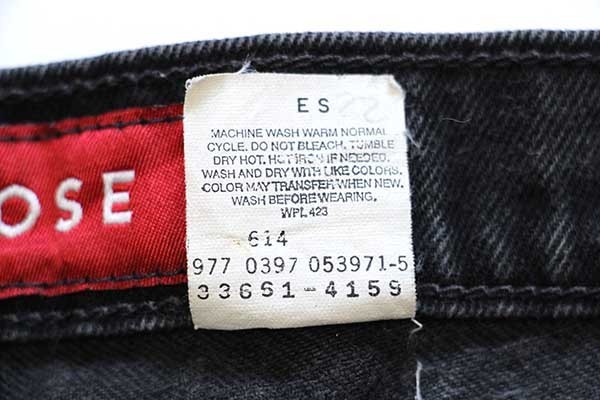 OSE
E S
MACHINE WASH WARM NORMAL
CYCLE. DO NOT BLEACH. TUMBLE
DRY HOT. HOT IRON IF NEEDED.
WASH AND DRY WITH LIKE COLORS.
COLOR MAY TRANSFER WHEN NEW.
WASH BEFORE WEARING.
WPL 423
614
977 0397 053971-5
33661-4159